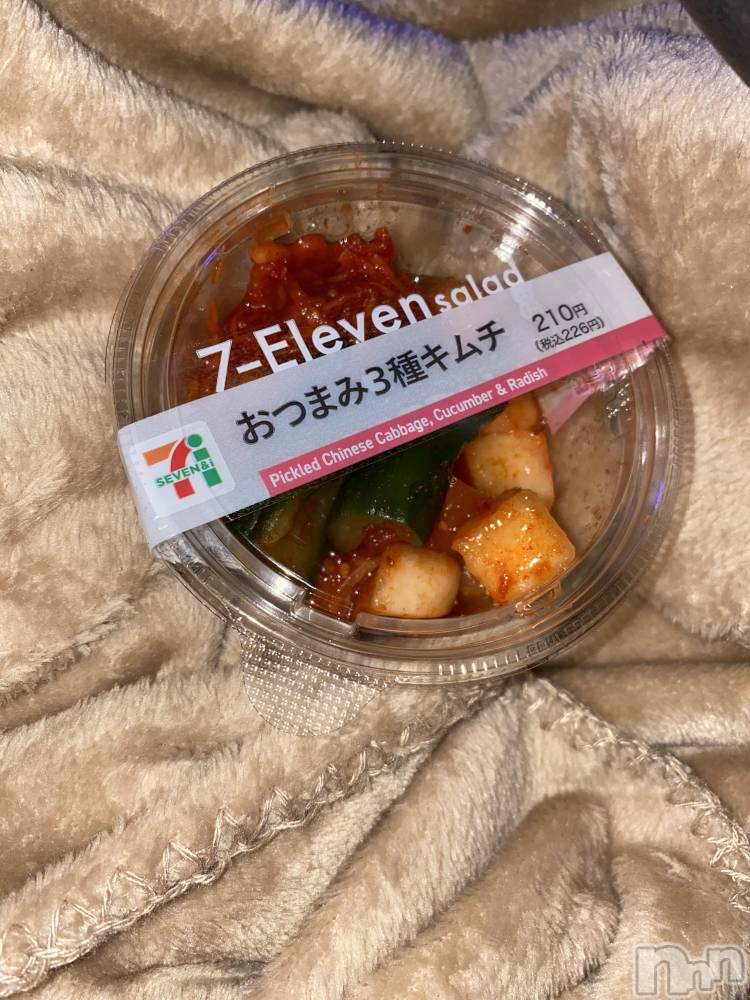 7-Eleven salad
おつまみ3種キムチ
210円
(税込226円)
Pickled Chinese Cabbage, Cucumber & Radish
SEVEN&i
nnn